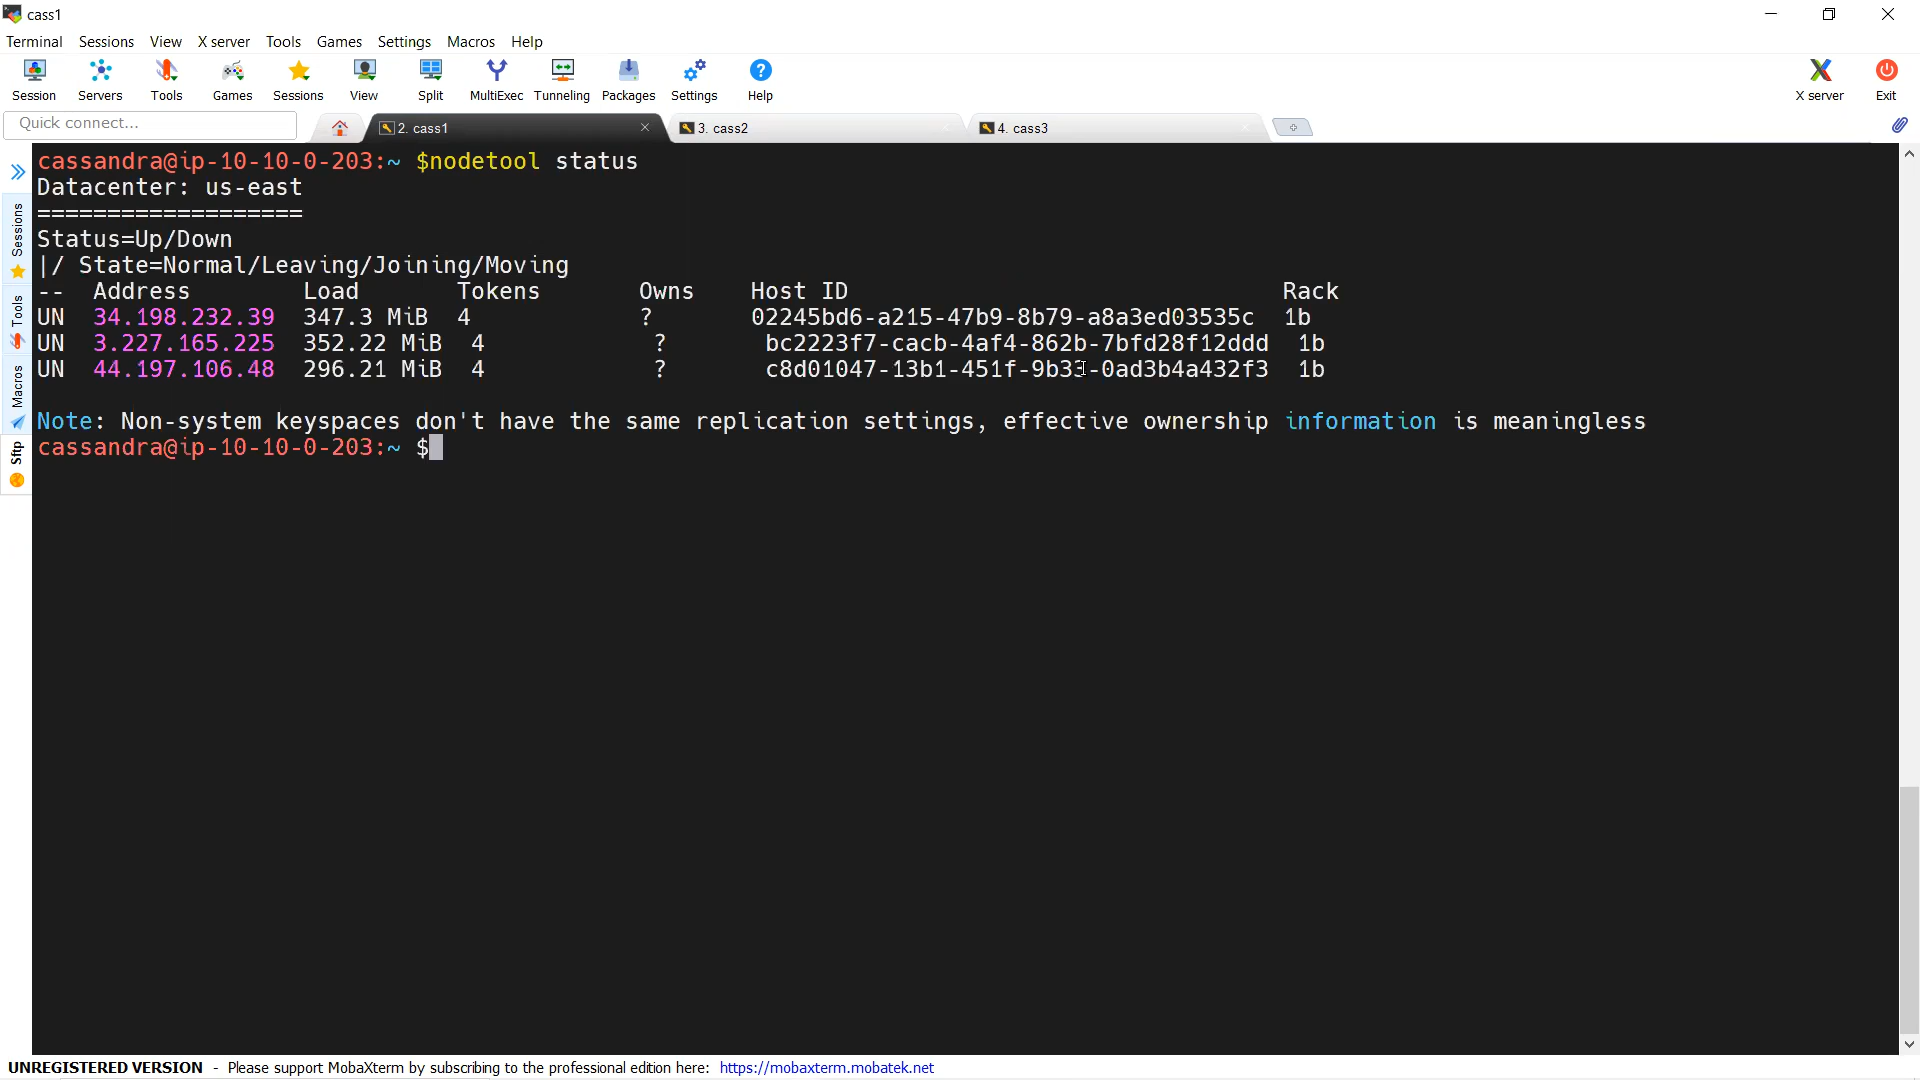 cass1
Terminal Sessions View X server Tools Games Settings Macros Help
Session Servers Tools Games Sessions View Split MultiExec Tunneling Packages Settings Help X server Exit
Quick connect...
2. cass1 3. cass2 4. cass3
Sessions
Tools
Macros
Sftp
cassandra@ip-10-10-0-203:~ $nodetool status
Datacenter: us-east
===================
Status=Up/Down
|/ State=Normal/Leaving/Joining/Moving
-- Address Load Tokens Owns Host ID Rack
UN 34.198.232.39 347.3 MiB 4 ? 02245bd6-a215-47b9-8b79-a8a3ed03535c 1b
UN 3.227.165.225 352.22 MiB 4 ? bc2223f7-cacb-4af4-862b-7bfd28f12ddd 1b
UN 44.197.106.48 296.21 MiB 4 ? c8d01047-13b1-451f-9b33-0ad3b4a432f3 1b
Note: Non-system keyspaces don't have the same replication settings, effective ownership information is meaningless
cassandra@ip-10-10-0-203:~ $
UNREGISTERED VERSION - Please support MobaXterm by subscribing to the professional edition here: https://mobaxterm.mobatek.net